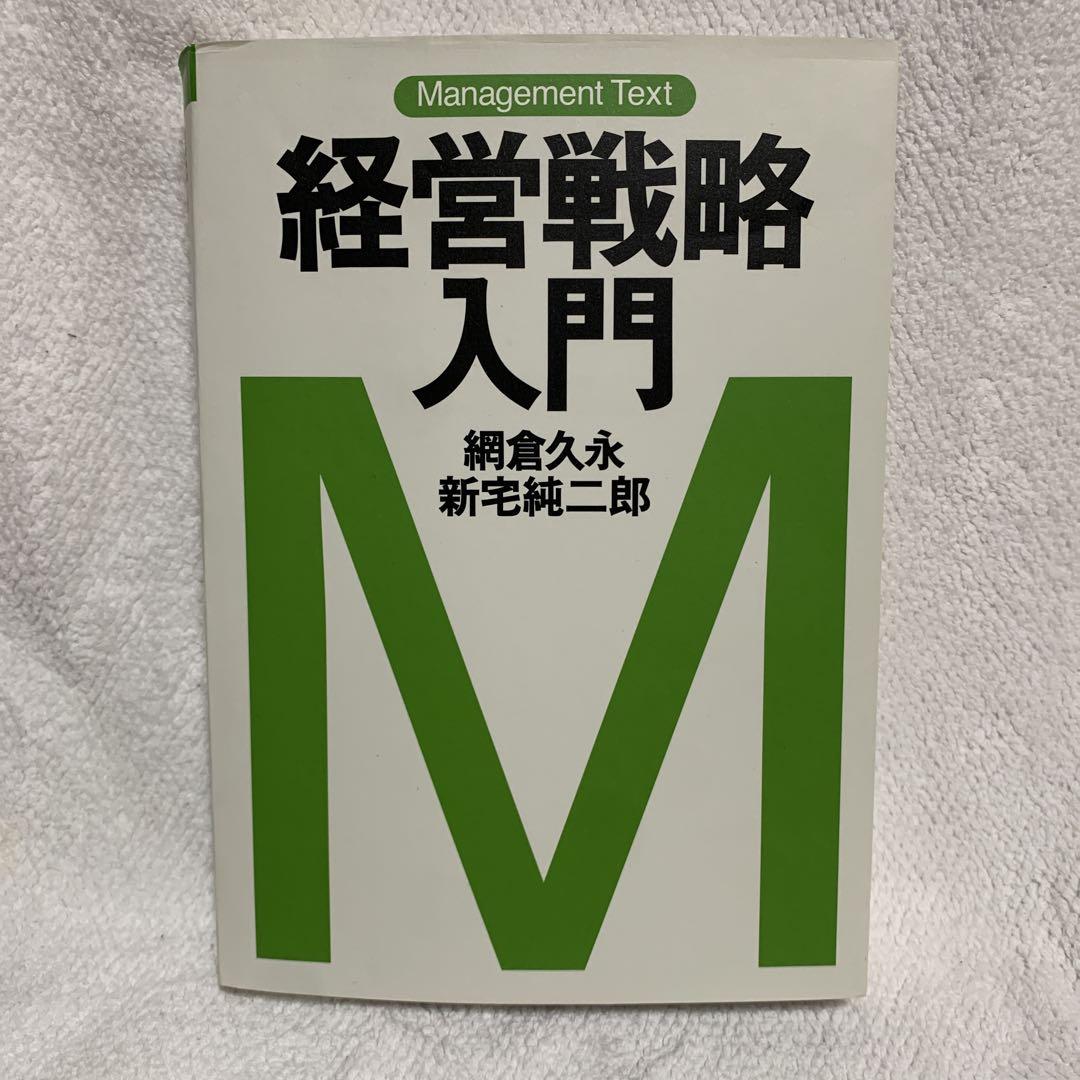 Management Text
経営戦略
入門
網倉久永
新宅純二郎
M